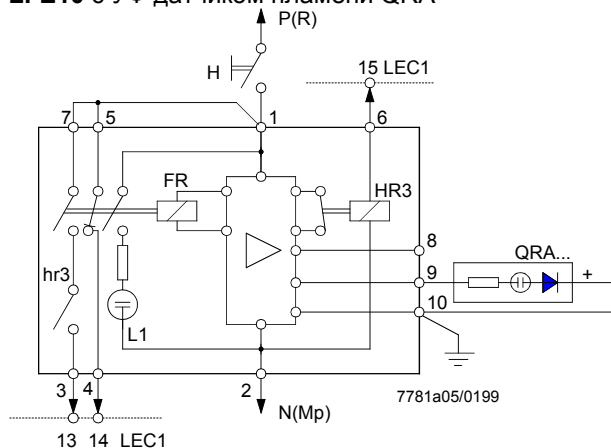 с УФ-датчиком пламени QRA
P(R)
H
15 LEC1
7 5 1 6
FR
HR3
8
QRA...
hr3
9
+
10
L1
3 4 2
7781a05/0199
N(Mp)
13 14 LEC1